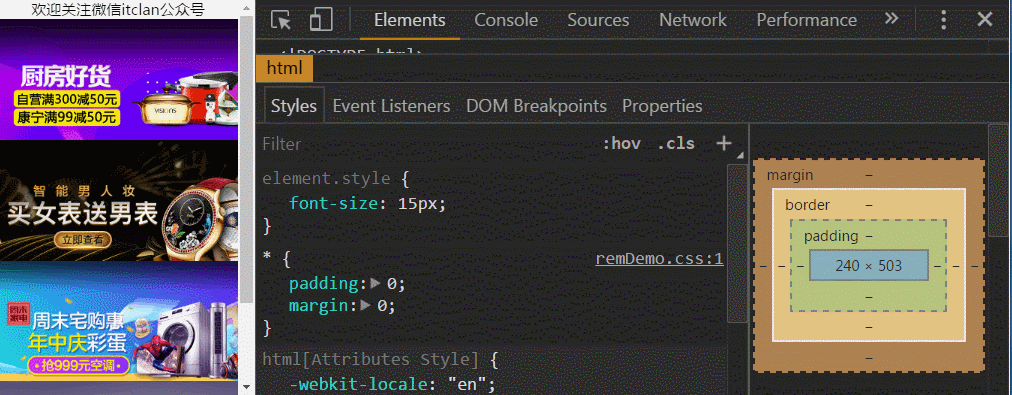 欢迎关注微信itclan公众号
厨房好货
自营满300减50元
康宁满99减50元
VISIONS
智能男人妆
买女表送男表
立即查看
周末宅购惠
年中庆彩蛋
抢999元空调
Elements Console Sources Network Performance »
<!DOCTYPE html>
html
Styles Event Listeners DOM Breakpoints Properties
Filter :hov .cls +
element.style {
font-size: 15px;
}
* { remDemo.css:1
padding:▶ 0;
margin:▶ 0;
}
html[Attributes Style] {
-webkit-locale: "en";
margin –
border –
padding –
– – – 240 × 503 – – –
–
–
–